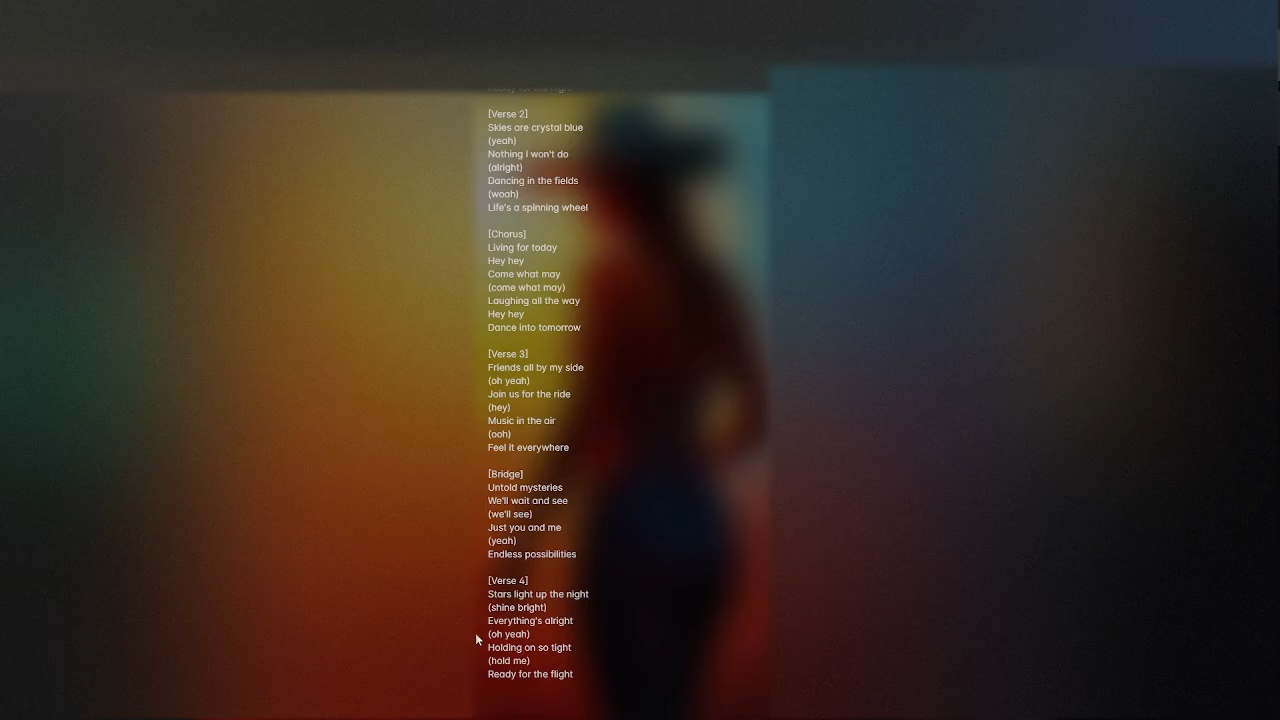 [Verse 2]
Skies are crystal blue
(yeah)
Nothing I won't do
(alright)
Dancing in the fields
(woah)
Life's a spinning wheel
[Chorus]
Living for today
Hey hey
Come what may
(come what may)
Laughing all the way
Hey hey
Dance into tomorrow
[Verse 3]
Friends all by my side
(oh yeah)
Join us for the ride
(hey)
Music in the air
(ooh)
Feel it everywhere
[Bridge]
Untold mysteries
We'll wait and see
(we'll see)
Just you and me
(yeah)
Endless possibilities
[Verse 4]
Stars light up the night
(shine bright)
Everything's alright
(oh yeah)
Holding on so tight
(hold me)
Ready for the flight